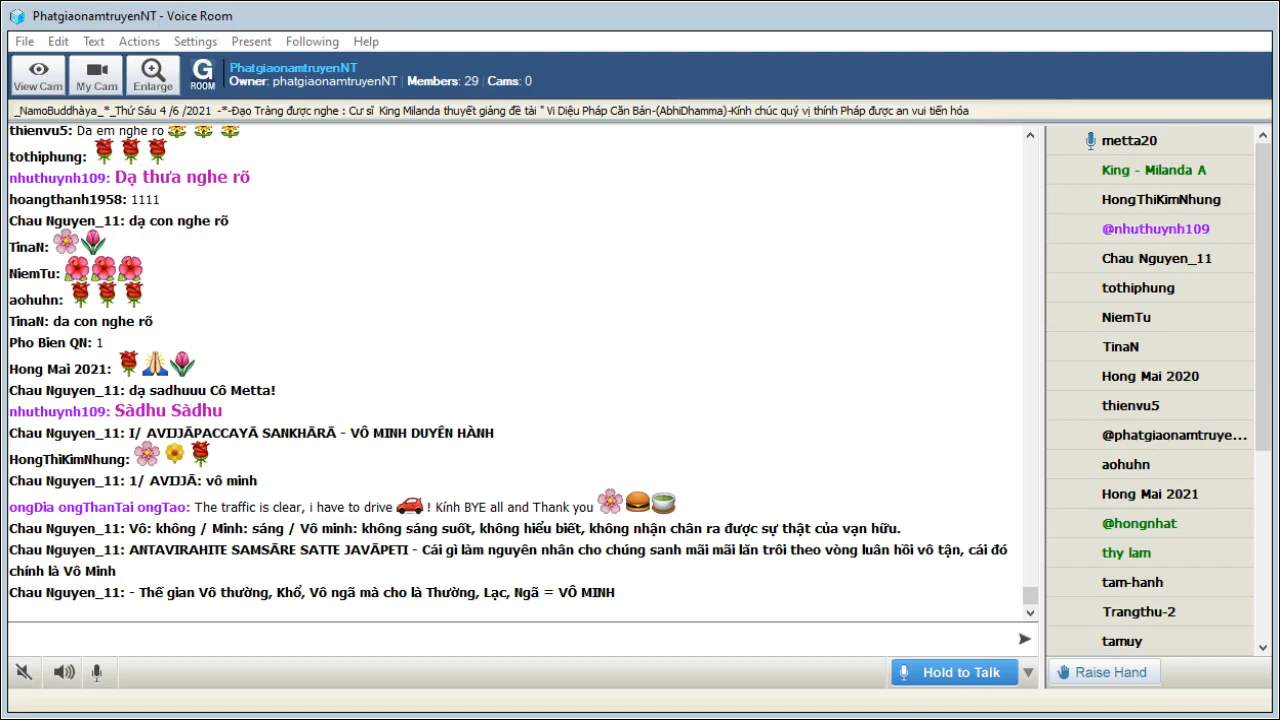 PhatgiaonamtruyenNT - Voice Room
File Edit Text Actions Settings Present Following Help
View Cam
My Cam
Enlarge
G ROOM
PhatgiaonamtruyenNT
Owner: phatgiaonamtruyenNT | Members: 29 | Cams: 0
_NamoBuddhàya_*_Thứ Sáu 4 /6 /2021 -*-Đạo Tràng được nghe : Cư sĩ King Milanda thuyết giảng đề tài " Vi Diệu Pháp Căn Bản-(AbhiDhamma)-Kính chúc quý vị thính Pháp được an vui tiến hóa
thienvu5: Da em nghe ro
tothiphung:
nhuthuynh109: Dạ thưa nghe rõ
hoangthanh1958: 1111
Chau Nguyen_11: dạ con nghe rõ
TinaN:
NiemTu:
aohuhn:
TinaN: da con nghe rõ
Pho Bien QN: 1
Hong Mai 2021:
Chau Nguyen_11: dạ sadhuuu Cô Metta!
nhuthuynh109: Sàdhu Sàdhu
Chau Nguyen_11: I/ AVIJJĀPACCAYĀ SANKHĀRĀ - VÔ MINH DUYÊN HÀNH
HongThiKimNhung:
Chau Nguyen_11: 1/ AVIJJĀ: vô minh
ongDia ongThanTai ongTao: The traffic is clear, i have to drive ! Kính BYE all and Thank you
Chau Nguyen_11: Vô: không / Minh: sáng / Vô minh: không sáng suốt, không hiểu biết, không nhận chân ra được sự thật của vạn hữu.
Chau Nguyen_11: ANTAVIRAHITE SAMSĀRE SATTE JAVĀPETI - Cái gì làm nguyên nhân cho chúng sanh mãi mãi lăn trôi theo vòng luân hồi vô tận, cái đó
chính là Vô Minh
Chau Nguyen_11: - Thế gian Vô thường, Khổ, Vô ngã mà cho là Thường, Lạc, Ngã = VÔ MINH
metta20
King - Milanda A
HongThiKimNhung
@nhuthuynh109
Chau Nguyen_11
tothiphung
NiemTu
TinaN
Hong Mai 2020
thienvu5
@phatgiaonamtruye...
aohuhn
Hong Mai 2021
@hongnhat
thy lam
tam-hanh
Trangthu-2
tamuy
Hold to Talk
Raise Hand